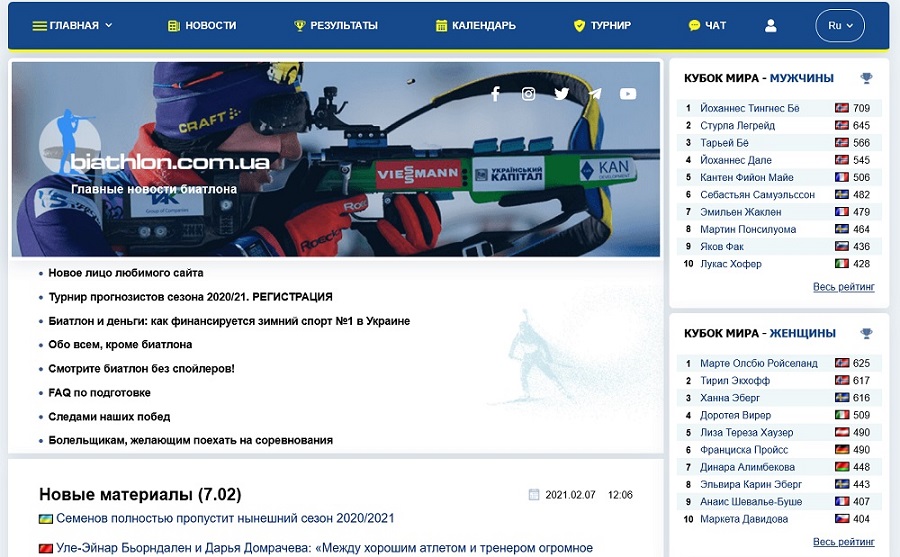 ГЛАВНАЯ
НОВОСТИ
РЕЗУЛЬТАТЫ
КАЛЕНДАРЬ
ТУРНИР
ЧАТ
Ru
CRAFT
biathlon.com.ua
Главные новости биатлона
TAK
Group of Companies
VIESSMANN
УКРАЇНСЬКИЙ
КАПІТАЛ
KAN
DEVELOPMENT
Roeckl
Новое лицо любимого сайта
Турнир прогнозистов сезона 2020/21. РЕГИСТРАЦИЯ
Биатлон и деньги: как финансируется зимний спорт №1 в Украине
Обо всем, кроме биатлона
Смотрите биатлон без спойлеров!
FAQ по подготовке
Следами наших побед
Болельщикам, желающим поехать на соревнования
Новые материалы (7.02)
2021.02.07 12:06
Семенов полностью пропустит нынешний сезон 2020/2021
Уле-Эйнар Бьорндален и Дарья Домрачева: «Между хорошим атлетом и тренером огромное
КУБОК МИРА - МУЖЧИНЫ
1 Йоханнес Тингнес Бё 709
2 Стурла Легрейд 645
3 Тарьей Бё 566
4 Йоханнес Дале 545
5 Кантен Фийон Майе 506
6 Себастьян Самуэльссон 482
7 Эмильен Жаклен 479
8 Мартин Понсилуома 464
9 Яков Фак 436
10 Лукас Хофер 428
Весь рейтинг
КУБОК МИРА - ЖЕНЩИНЫ
1 Марте Олсбю Ройселанд 625
2 Тирил Экхофф 617
3 Ханна Эберг 616
4 Доротея Вирер 509
5 Лиза Тереза Хаузер 490
6 Франциска Пройсс 490
7 Динара Алимбекова 448
8 Эльвира Карин Эберг 443
9 Анаис Шевалье-Буше 407
10 Маркета Давидова 404
Весь рейтинг